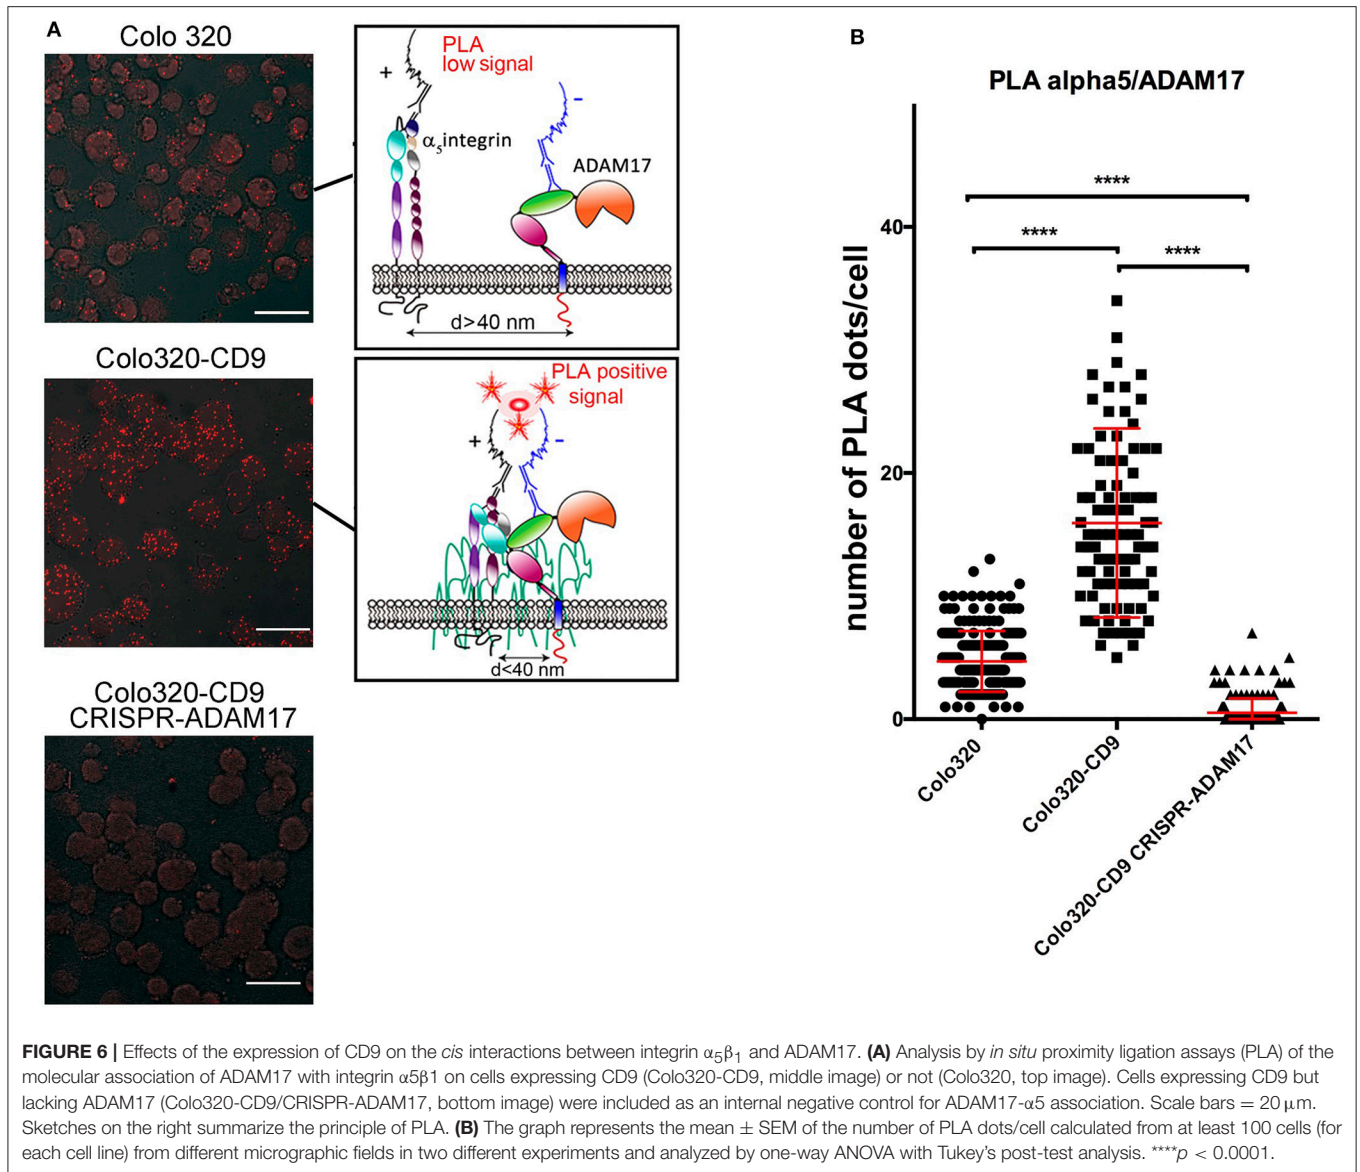 A
Colo 320
PLA
low signal
+
-
α5integrin
ADAM17
d>40 nm
Colo320-CD9
PLA positive
signal
+
-
d<40 nm
Colo320-CD9
CRISPR-ADAM17
B
PLA alpha5/ADAM17
number of PLA dots/cell
40
20
0
****
****
****
Colo320
Colo320-CD9
Colo320-CD9 CRISPR-ADAM17
FIGURE 6 | Effects of the expression of CD9 on the cis interactions between integrin α5β1 and ADAM17. (A) Analysis by in situ proximity ligation assays (PLA) of the
molecular association of ADAM17 with integrin α5β1 on cells expressing CD9 (Colo320-CD9, middle image) or not (Colo320, top image). Cells expressing CD9 but
lacking ADAM17 (Colo320-CD9/CRISPR-ADAM17, bottom image) were included as an internal negative control for ADAM17-α5 association. Scale bars = 20 μm.
Sketches on the right summarize the principle of PLA. (B) The graph represents the mean ± SEM of the number of PLA dots/cell calculated from at least 100 cells (for
each cell line) from different micrographic fields in two different experiments and analyzed by one-way ANOVA with Tukey's post-test analysis. ****p < 0.0001.